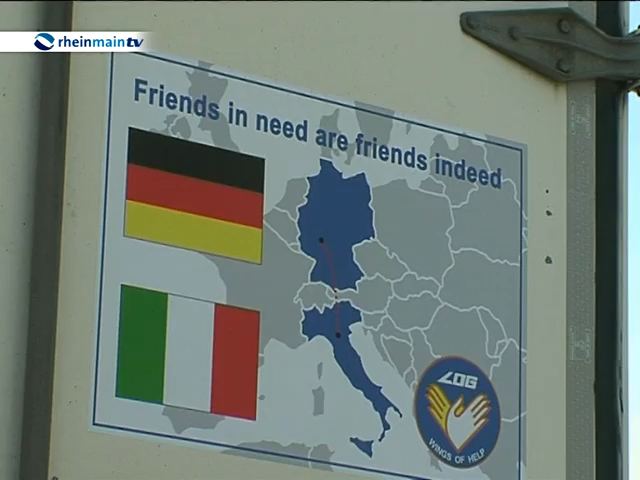 rheinmaintv
Friends in need are friends indeed
LOG
WINGS OF HELP